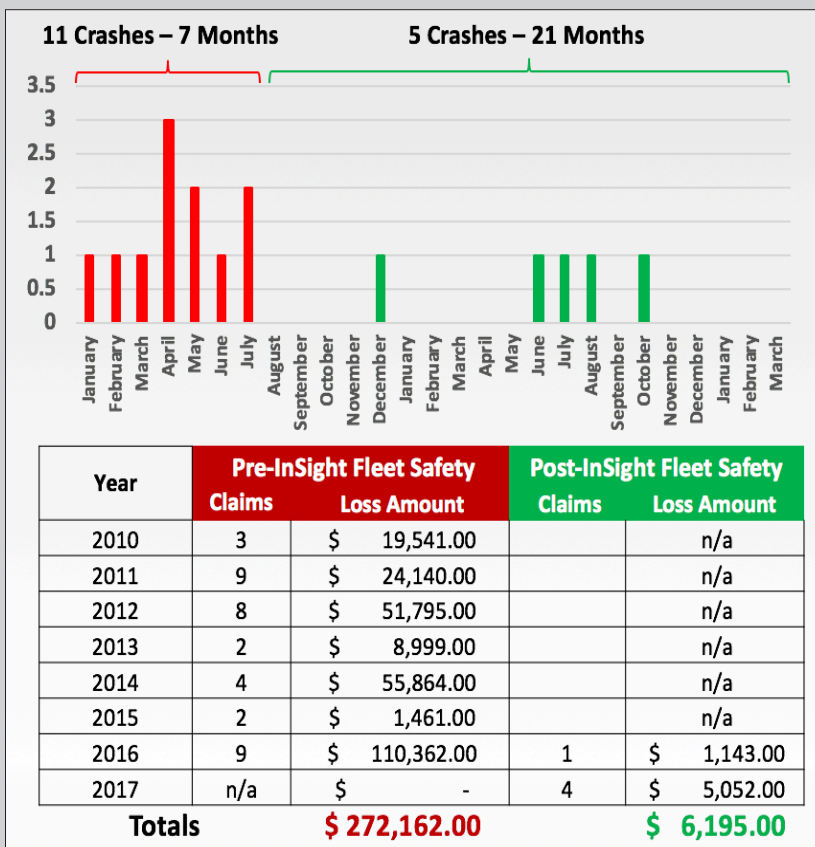 11 Crashes – 7 Months
5 Crashes – 21 Months
3.5
3
2.5
2
1.5
1
0.5
0
January
February
March
April
May
June
July
August
September
October
November
December
January
February
March
April
May
June
July
August
September
October
November
December
January
February
March
Year
Pre-InSight Fleet Safety
Post-InSight Fleet Safety
Claims
Loss Amount
Claims
Loss Amount
2010 3 $ 19,541.00 n/a
2011 9 $ 24,140.00 n/a
2012 8 $ 51,795.00 n/a
2013 2 $ 8,999.00 n/a
2014 4 $ 55,864.00 n/a
2015 2 $ 1,461.00 n/a
2016 9 $ 110,362.00 1 $ 1,143.00
2017 n/a $ - 4 $ 5,052.00
Totals $ 272,162.00 $ 6,195.00